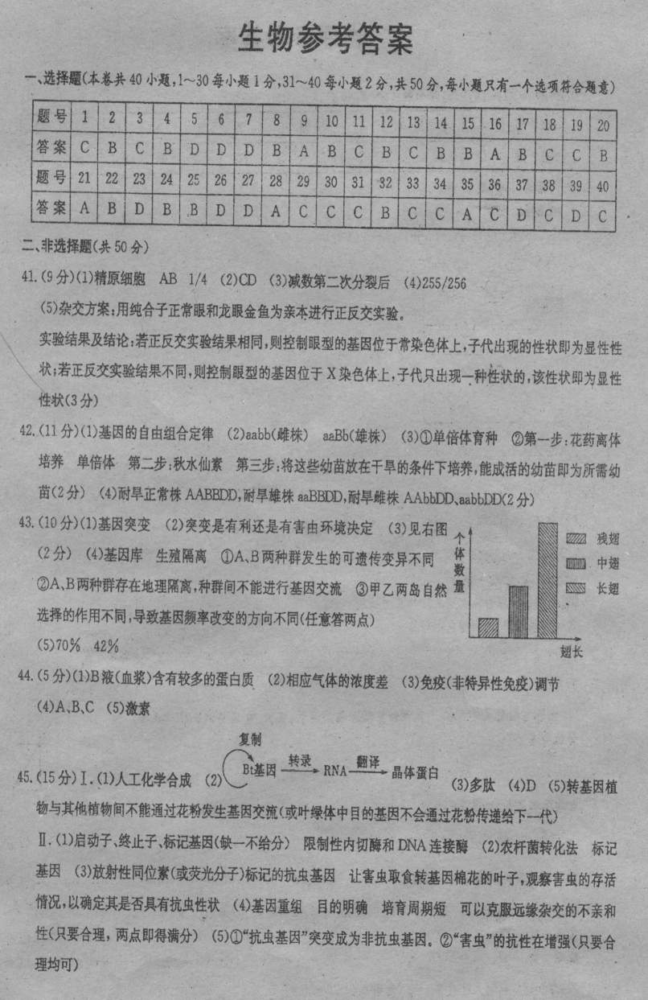 生物参考答案
一、选择题(本卷共40小题,1～30每小题1分,31～40每小题2分,共50分,每小题只有一个选项符合题意)
题号 1 2 3 4 5 6 7 8 9 10 11 12 13 14 15 16 17 18 19 20
答案 C B C B D D D B A B C B C B B A B C C B
题号 21 22 23 24 25 26 27 28 29 30 31 32 33 34 35 36 37 38 39 40
答案 A B D B B D D A C C C B C C A C D C D C
二、非选择题(共50分)
41.(9分)(1)精原细胞 AB 1/4 (2)CD (3)减数第二次分裂后 (4)255/256
(5)杂交方案:用纯合子正常眼和龙眼金鱼为亲本进行正反交实验。
实验结果及结论:若正反交实验结果相同,则控制眼型的基因位于常染色体上,子代出现的性状即为显性性
状;若正反交实验结果不同,则控制眼型的基因位于X染色体上,子代只出现一种性状的,该性状即为显性
性状(3分)
42.(11分)(1)基因的自由组合定律 (2)aabb(雌株) aaBb(雄株) (3)①单倍体育种 ②第一步:花药离体
培养 单倍体 第二步:秋水仙素 第三步:将这些幼苗放在干旱的条件下培养,能成活的幼苗即为所需幼
苗(2分) (4)耐旱正常株AABBDD,耐旱雄株aaBBDD,耐旱雌株AAbbDD、aabbDD(2分)
43.(10分)(1)基因突变 (2)突变是有利还是有害由环境决定 (3)见右图
(2分) (4)基因库 生殖隔离 ①A、B两种群发生的可遗传变异不同
②A、B两种群存在地理隔离,种群间不能进行基因交流 ③甲乙两岛自然
选择的作用不同,导致基因频率改变的方向不同(任意答两点)
(5)70% 42%
个体数量
残翅
中翅
长翅
翅长
44.(5分)(1)B液(血浆)含有较多的蛋白质 (2)相应气体的浓度差 (3)免疫(非特异性免疫)调节
(4)A、B、C (5)激素
复制
45.(15分)Ⅰ.(1)人工化学合成 (2) Bt基因 转录 → RNA 翻译 → 晶体蛋白 (3)多肽 (4)D (5)转基因植
物与其他植物间不能通过花粉发生基因交流(或叶绿体中目的基因不会通过花粉传递给下一代)
Ⅱ.(1)启动子、终止子、标记基因(缺一不给分) 限制性内切酶和DNA连接酶 (2)农杆菌转化法 标记
基因 (3)放射性同位素(或荧光分子)标记的抗虫基因 让害虫取食转基因棉花的叶子,观察害虫的存活
情况,以确定其是否具有抗虫性状 (4)基因重组 目的明确 培育周期短 可以克服远缘杂交的不亲和
性(只要合理,两点即得满分) (5)①“抗虫基因”突变成为非抗虫基因。②“害虫”的抗性在增强(只要合
理均可)